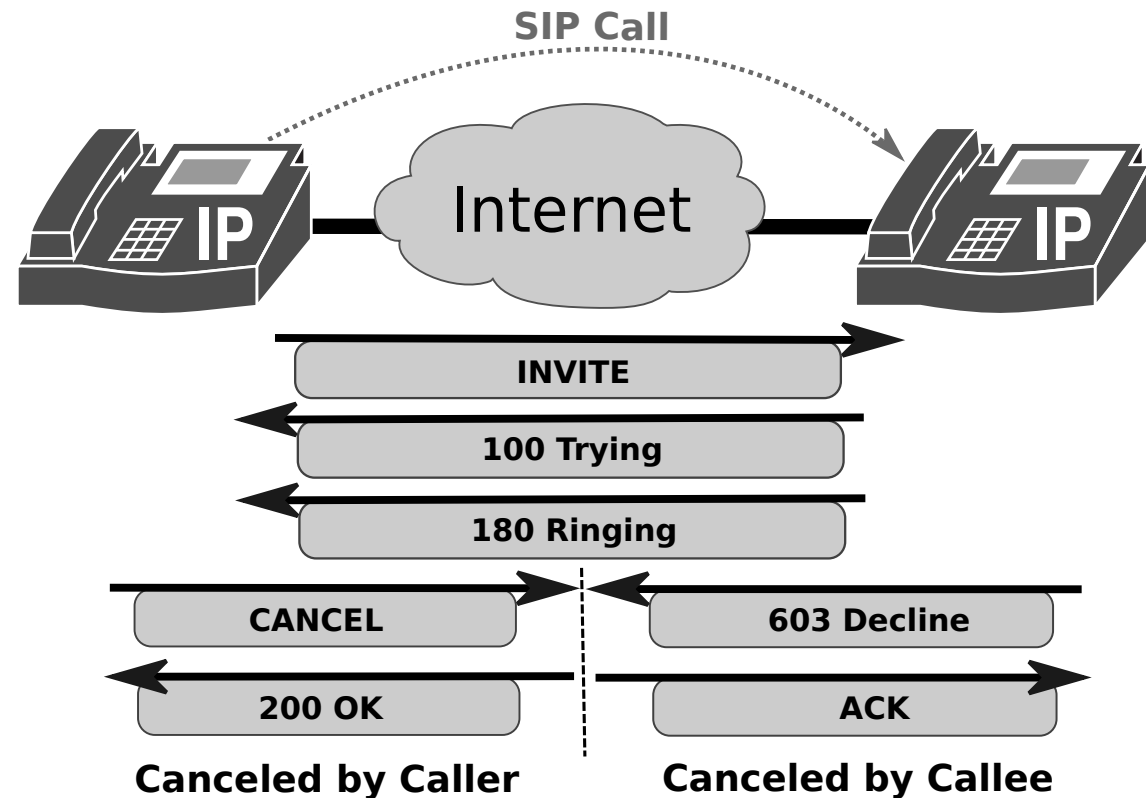 SIP Call
IP
Internet
IP
INVITE
100 Trying
180 Ringing
CANCEL
603 Decline
200 OK
ACK
Canceled by Caller
Canceled by Callee